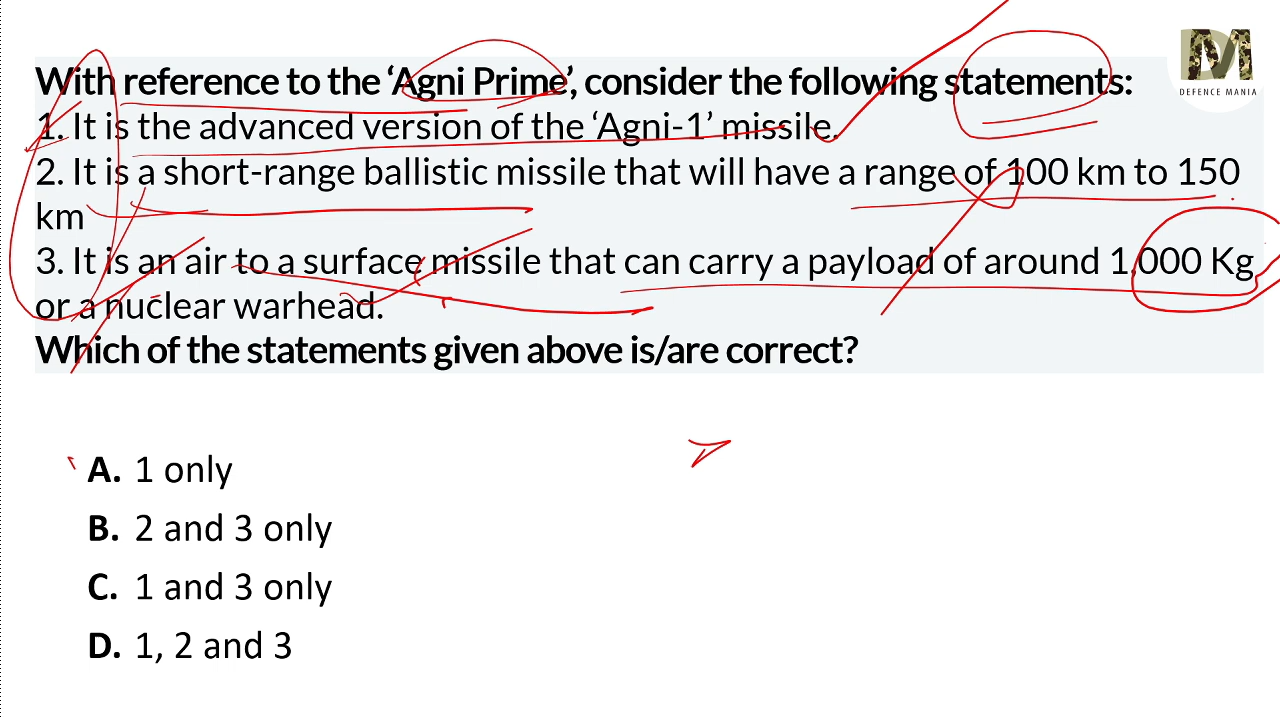 DM
DEFENCE MANIA
With reference to the ‘Agni Prime’, consider the following statements:
1. It is the advanced version of the ‘Agni-1’ missile.
2. It is a short-range ballistic missile that will have a range of 100 km to 150
km
3. It is an air to a surface missile that can carry a payload of around 1,000 Kg
or a nuclear warhead.
Which of the statements given above is/are correct?
A. 1 only
B. 2 and 3 only
C. 1 and 3 only
D. 1, 2 and 3